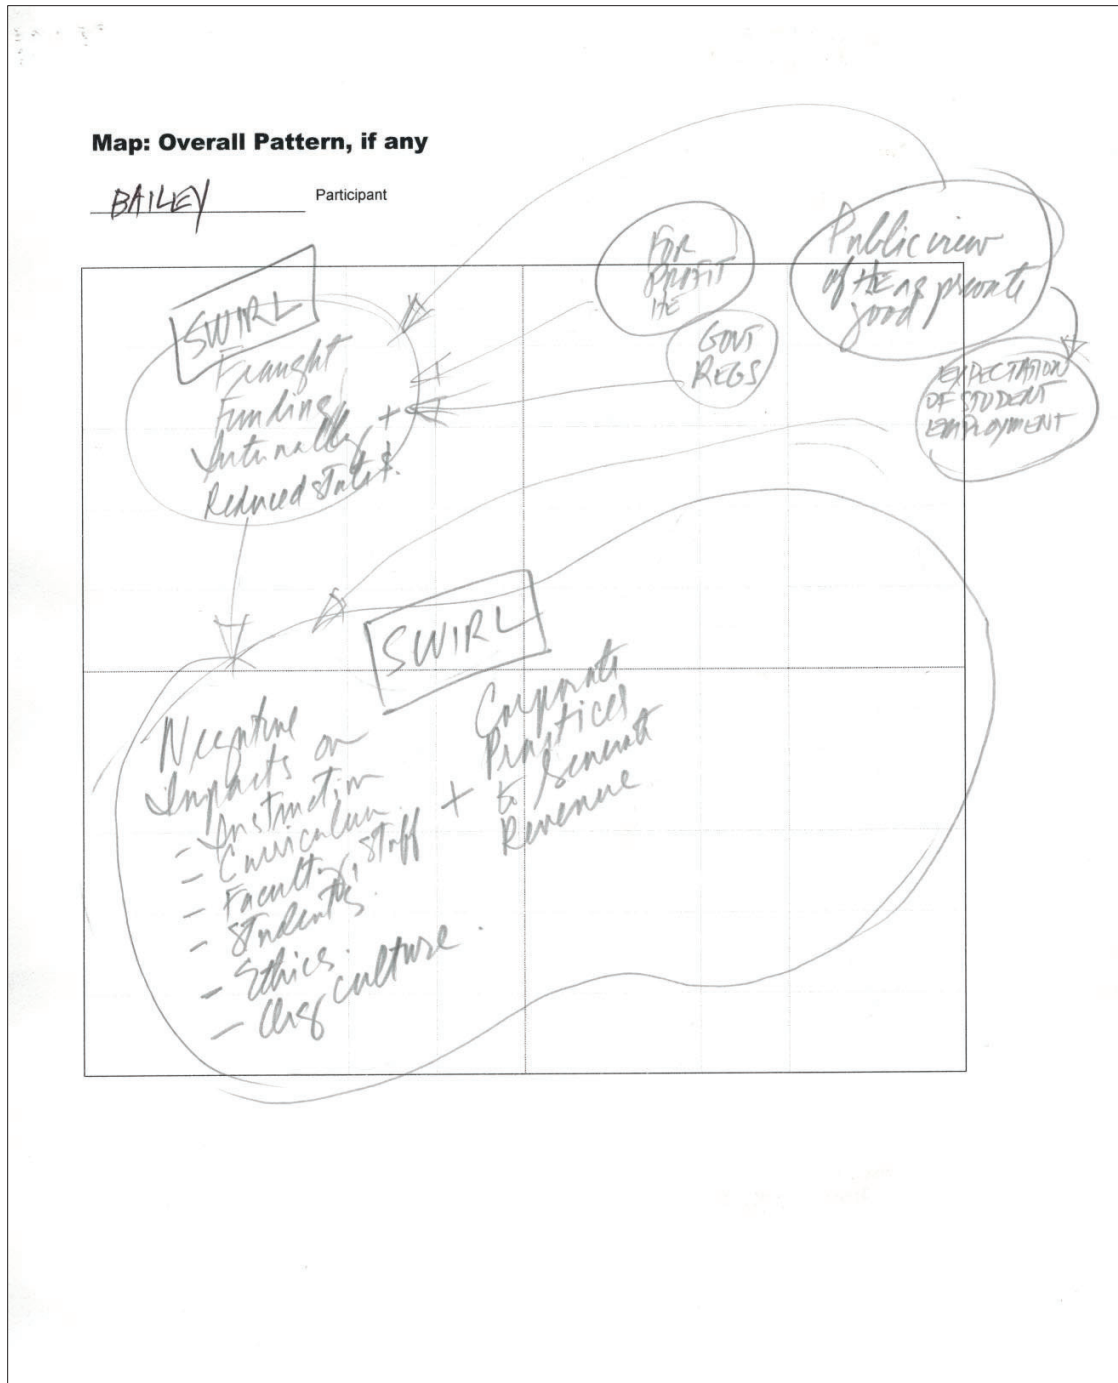 Map: Overall Pattern, if any
BAILEY Participant
SWIRL
Fraught
Funding
Internally +
Reduced State $.
FOR
PROFIT
HE
GOVT
REGS
Public view
of HE as private
good
EXPECTATION
OF STUDENT
EMPLOYMENT
SWIRL
Negative
Impacts on
- Instruction
- Curriculum
- Faculty, Staff
- Students
- Ethics.
- Org culture.
+
Corporate
Practices
to Generate
Revenue